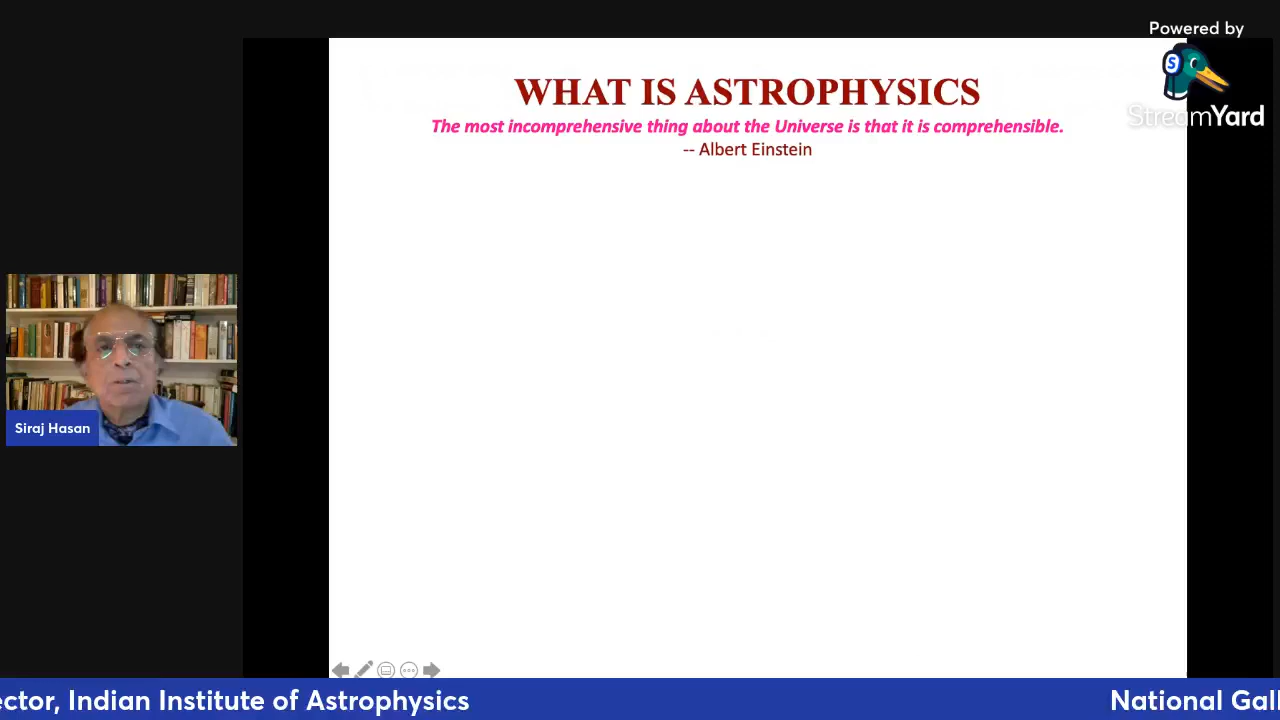 Powered by
StreamYard
WHAT IS ASTROPHYSICS
The most incomprehensive thing about the Universe is that it is comprehensible.
-- Albert Einstein
Siraj Hasan
ector, Indian Institute of Astrophysics
National Gall